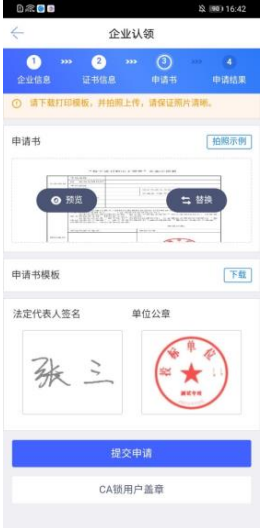 16:42
企业认领
1 2 3 4
企业信息 证书信息 申请书 申请结果
请下载打印模板，并拍照上传，请保证照片清晰。
申请书 拍照示例
预览 替换
申请书模板 下载
法定代表人签名 单位公章
张三
投标单位
提交申请
CA锁用户盖章